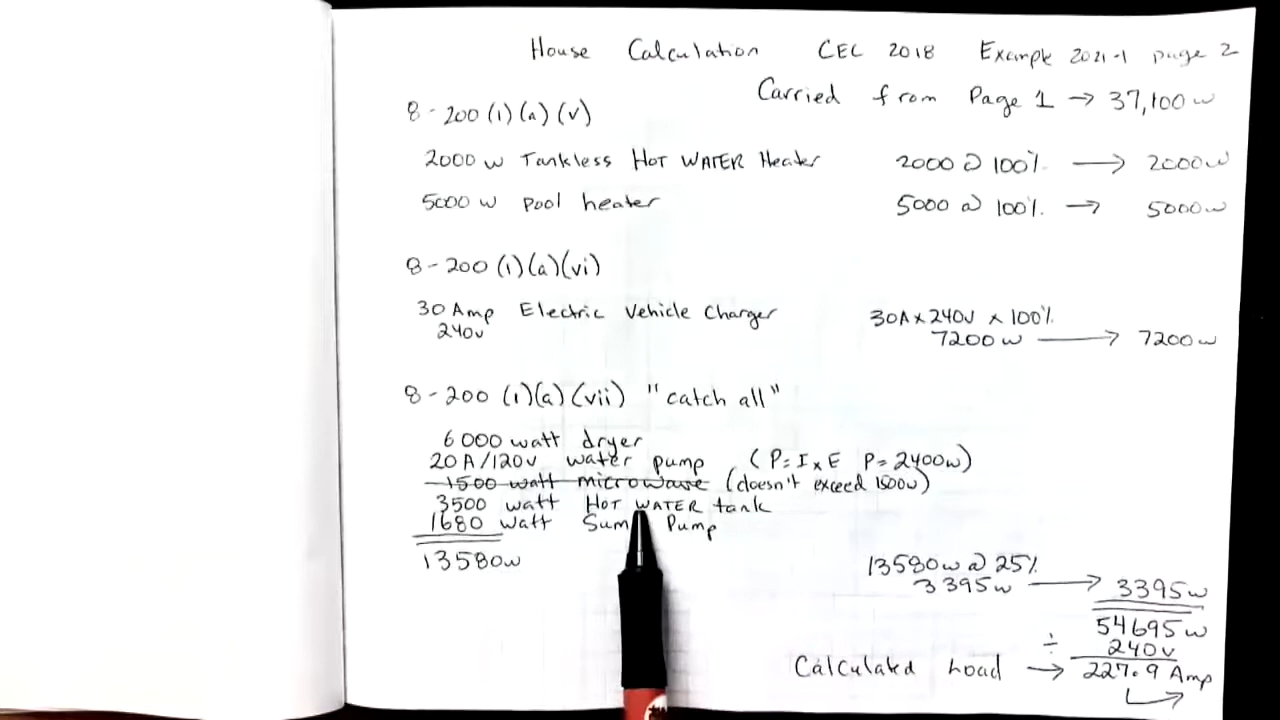 House Calculation CEC 2018 Example 2021-1 page 2
Carried from Page 1 → 37,100w
8-200 (1)(a)(v)
2000 w Tankless HOT WATER Heater 2000 @ 100% → 2000w
5000 w pool heater 5000 @ 100% → 5000w
8-200 (1)(a)(vi)
30 Amp Electric Vehicle Charger 30A x 240v x 100%
240v 7200w → 7200w
8-200 (1)(a)(vii) "catch all"
6000 watt dryer
20A/120v water pump (P=IxE P=2400w)
1500 watt microwave (doesn't exceed 1500w)
3500 watt HOT WATER tank
1680 watt Sum Pump
13580w 13580w @ 25%
3395w → 3395w
54695w
÷ 240v
Calculated Load → 227.9 Amp